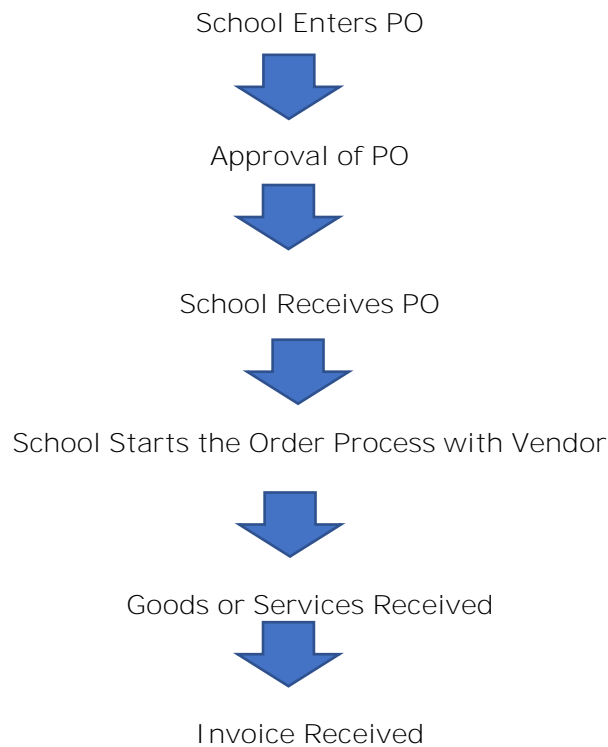 School Enters PO
Approval of PO
School Receives PO
School Starts the Order Process with Vendor
Goods or Services Received
Invoice Received